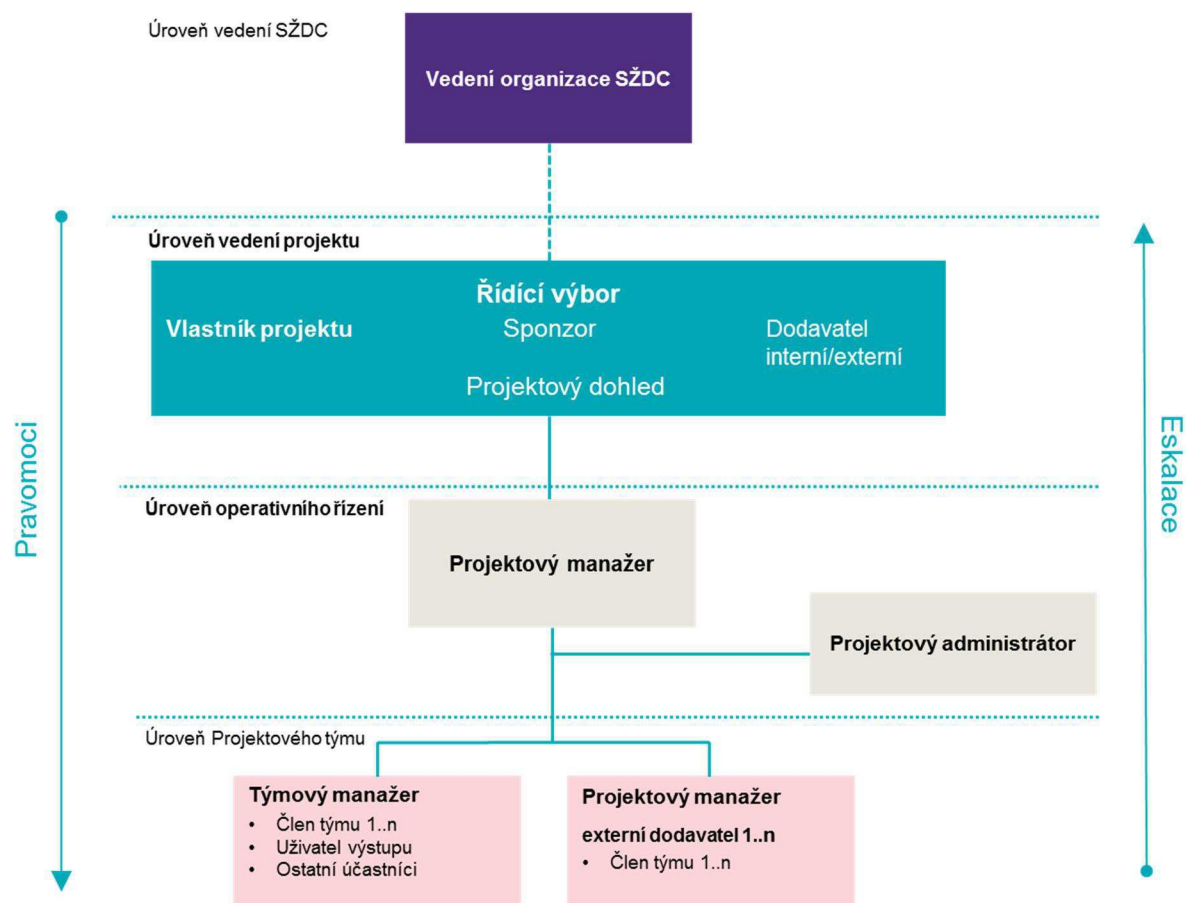 Úroveň vedení SŽDC
Vedení organizace SŽDC
Úroveň vedení projektu
Řídící výbor
Vlastník projektu
Sponzor
Dodavatel
interní/externí
Projektový dohled
Pravomoci
Eskalace
Úroveň operativního řízení
Projektový manažer
Projektový administrátor
Úroveň Projektového týmu
Týmový manažer
• Člen týmu 1..n
• Uživatel výstupu
• Ostatní účastníci
Projektový manažer
externí dodavatel 1..n
• Člen týmu 1..n